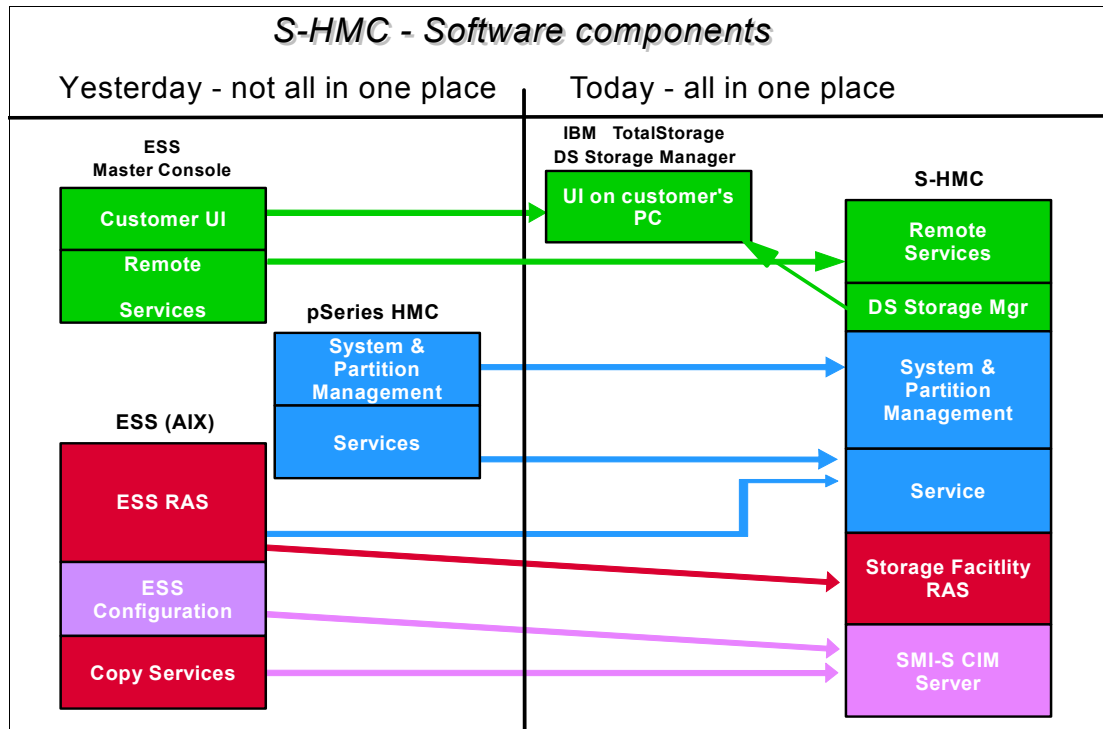 S-HMC - Software components
Yesterday - not all in one place
Today - all in one place
ESS
Master Console
Customer UI
Remote
Services
pSeries HMC
System &
Partition
Management
Services
ESS (AIX)
ESS RAS
ESS
Configuration
Copy Services
IBM TotalStorage
DS Storage Manager
UI on customer's
PC
S-HMC
Remote
Services
DS Storage Mgr
System &
Partition
Management
Service
Storage Facitlity
RAS
SMI-S CIM
Server